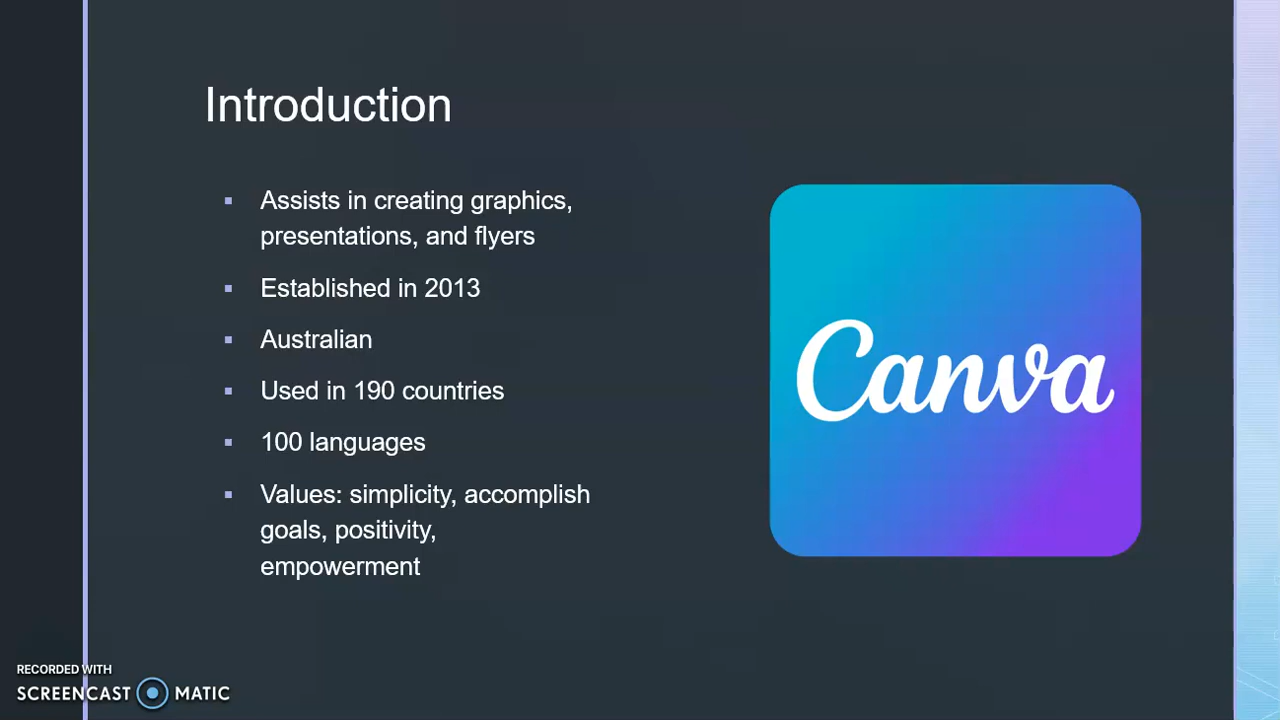 Introduction
Assists in creating graphics,
presentations, and flyers
Established in 2013
Australian
Used in 190 countries
100 languages
Values: simplicity, accomplish
goals, positivity,
empowerment
Canva
RECORDED WITH
SCREENCAST MATIC